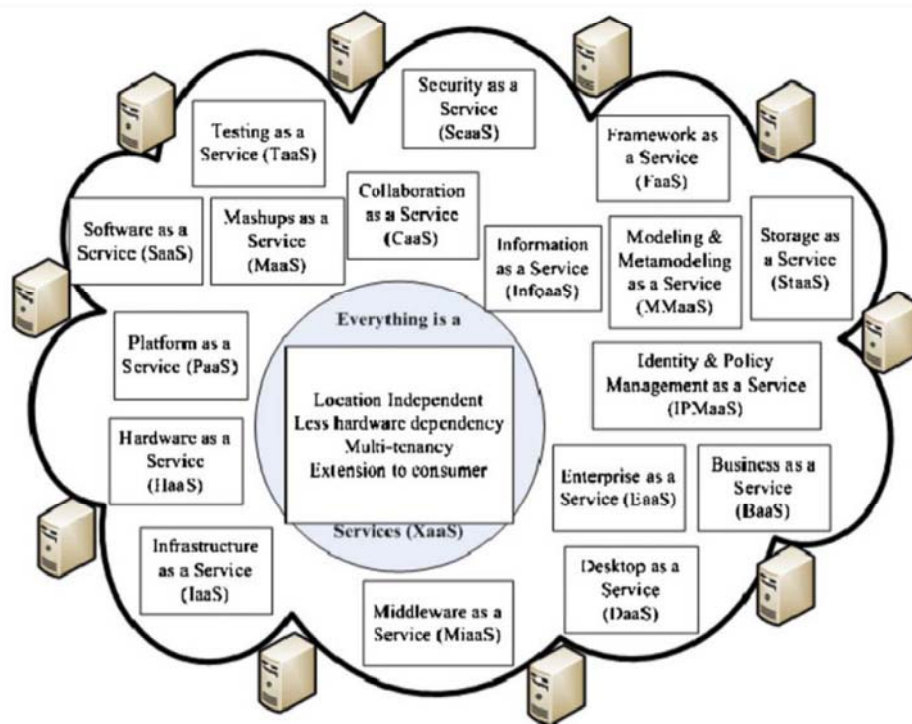 Security as a
Service
(SeaaS)
Testing as a
Service (TaaS)
Framework as
a Service
(FaaS)
Collaboration
as a Service
(CaaS)
Software as a
Service (SaaS)
Mashups as a
Service
(MaaS)
Information
as a Service
(InfoaaS)
Modeling &
Metamodeling
as a Service
(MMaaS)
Storage as
a Service
(StaaS)
Everything is a
Platform as a
Service (PaaS)
Location Independent
Less hardware dependency
Multi-tenancy
Extension to consumer
Identity & Policy
Management as a Service
(IPMaaS)
Hardware as a
Service
(HaaS)
Enterprise as a
Service (EaaS)
Business as a
Service
(BaaS)
Services (XaaS)
Infrastructure
as a Service
(IaaS)
Desktop as a
Service
(DaaS)
Middleware as a
Service (MiaaS)